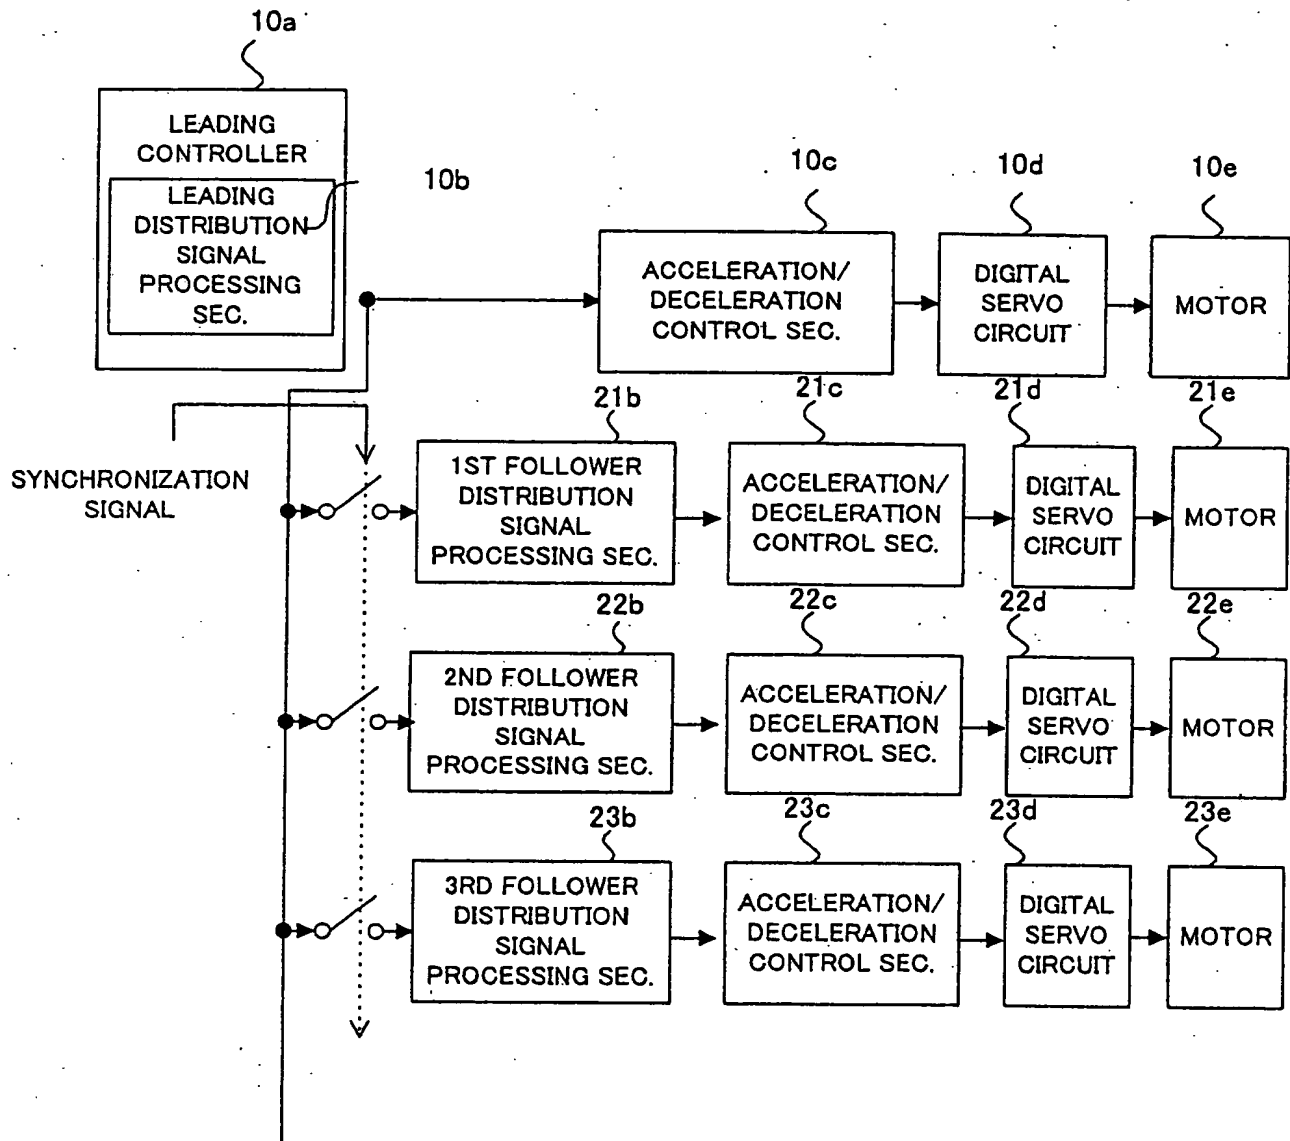 10a
LEADING
CONTROLLER
10b
LEADING
DISTRIBUTION
SIGNAL
PROCESSING
SEC.
10c
10d
10e
ACCELERATION/
DECELERATION
CONTROL SEC.
DIGITAL
SERVO
CIRCUIT
MOTOR
SYNCHRONIZATION
SIGNAL
21b
21c
21d
21e
1ST FOLLOWER
DISTRIBUTION
SIGNAL
PROCESSING SEC.
ACCELERATION/
DECELERATION
CONTROL SEC.
DIGITAL
SERVO
CIRCUIT
MOTOR
22b
22c
22d
22e
2ND FOLLOWER
DISTRIBUTION
SIGNAL
PROCESSING SEC.
ACCELERATION/
DECELERATION
CONTROL SEC.
DIGITAL
SERVO
CIRCUIT
MOTOR
23b
23c
23d
23e
3RD FOLLOWER
DISTRIBUTION
SIGNAL
PROCESSING SEC.
ACCELERATION/
DECELERATION
CONTROL SEC.
DIGITAL
SERVO
CIRCUIT
MOTOR